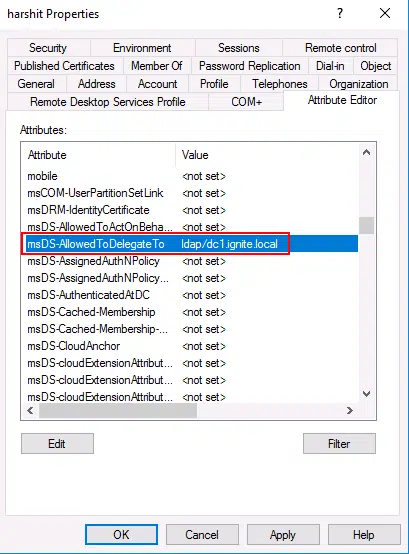 harshit Properties
? X
Security Environment Sessions Remote control
Published Certificates Member Of Password Replication Dial-in Object
General Address Account Profile Telephones Organization
Remote Desktop Services Profile COM+ Attribute Editor
Attributes:
Attribute Value
mobile <not set>
msCOM-UserPartitionSetLink <not set>
msDRM-IdentityCertificate <not set>
msDS-AllowedToActOnBeha... <not set>
msDS-AllowedToDelegateTo ldap/dc1.ignite.local
msDS-AssignedAuthNPolicy <not set>
msDS-AssignedAuthNPolicy... <not set>
msDS-AuthenticatedAtDC <not set>
msDS-Cached-Membership <not set>
msDS-Cached-Membership-... <not set>
msDS-CloudAnchor <not set>
msDS-cloudExtensionAttribut... <not set>
msDS-cloudExtensionAttribut... <not set>
msDS-cloudExtensionAttribut... <not set>
Edit Filter
OK Cancel Apply Help